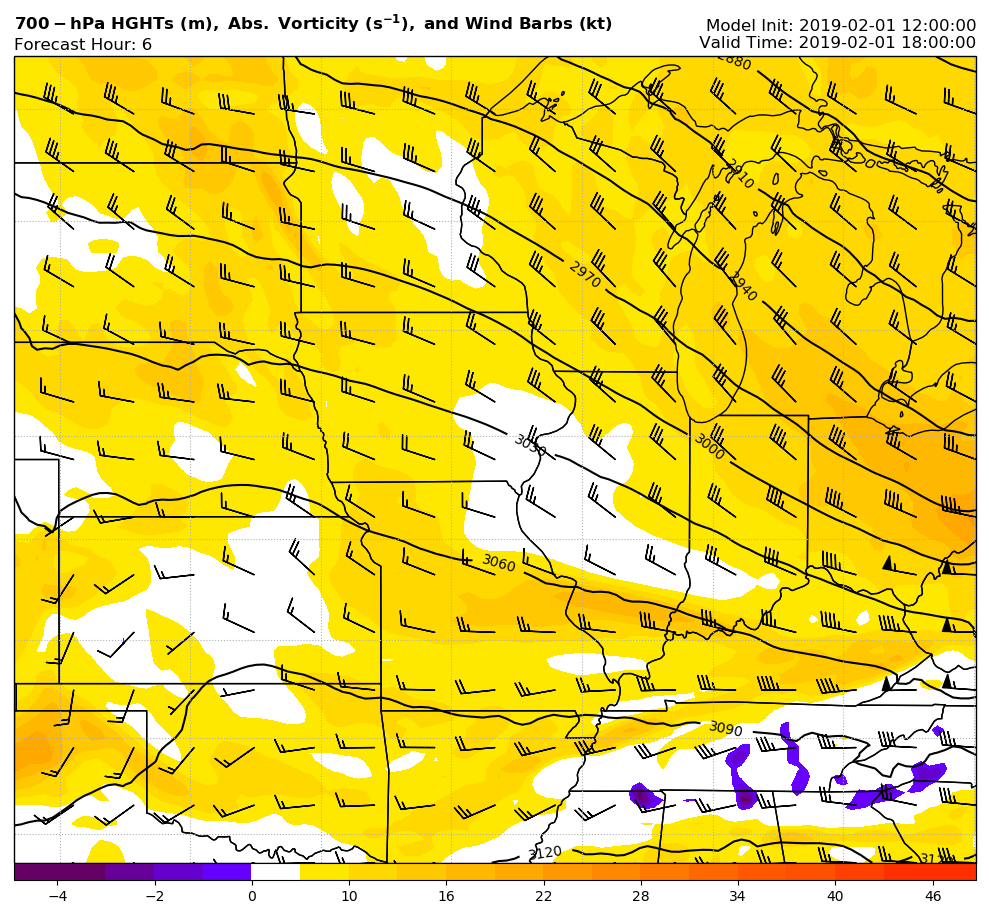 700−hPa HGHTs (m), Abs. Vorticity (s⁻¹), and Wind Barbs (kt)
Model Init: 2019-02-01 12:00:00
Forecast Hour: 6
Valid Time: 2019-02-01 18:00:00
2880
2910
2970
2940
3030
3000
3060
3090
3120
−4 −2 0 10 16 22 28 34 40 46